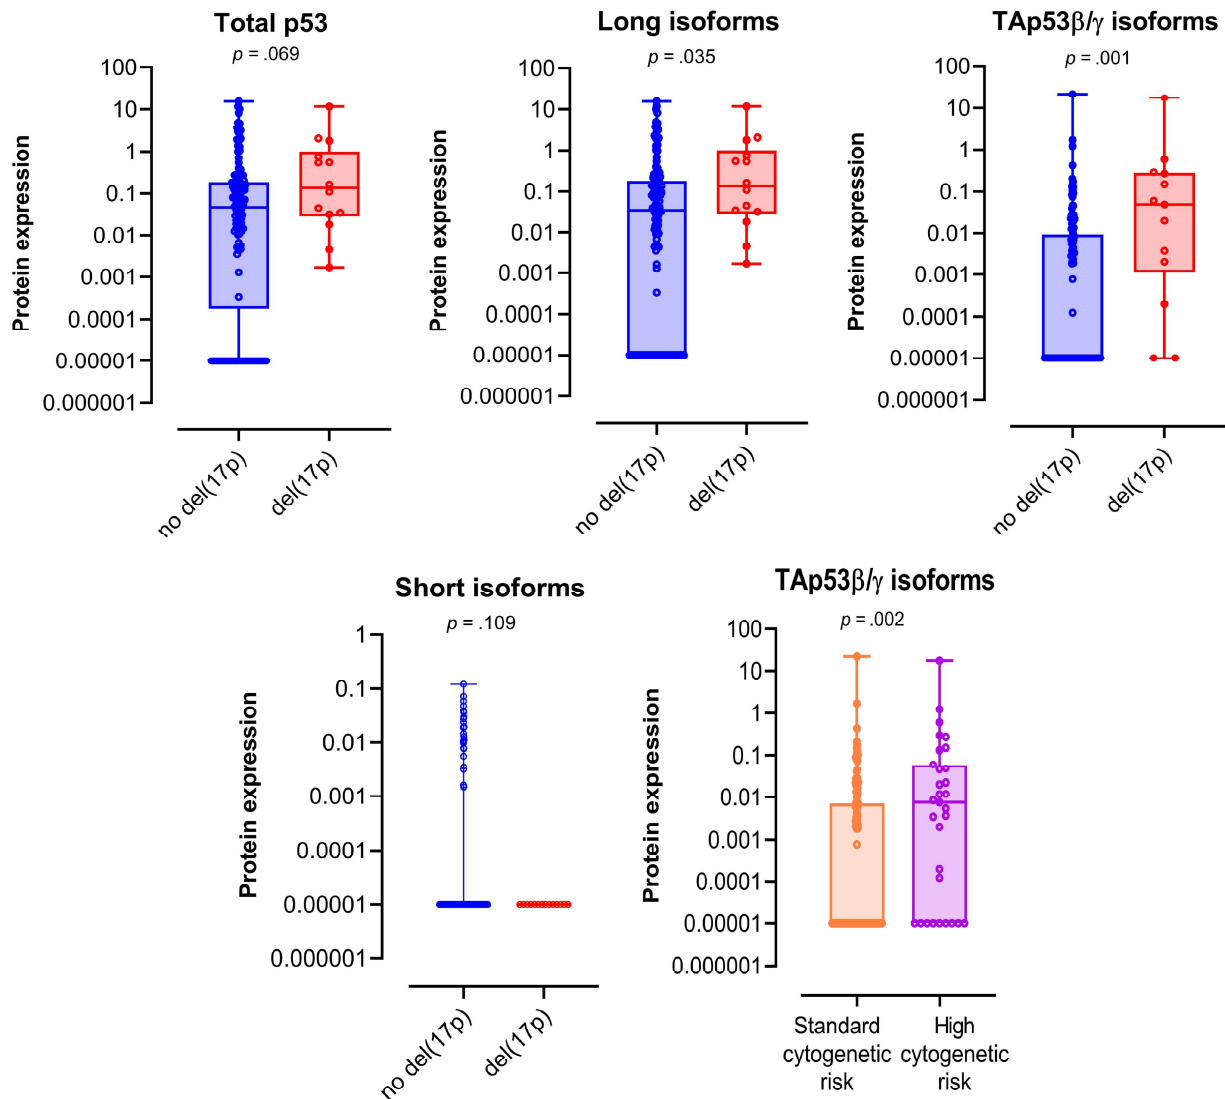 Total p53
p = .069
Protein expression
100
10
1
0.1
0.01
0.001
0.0001
0.00001
0.000001
no del(17p)
del(17p)
Long isoforms
p = .035
Protein expression
100
10
1
0.1
0.01
0.001
0.0001
0.00001
0.000001
no del(17p)
del(17p)
TAp53β/γ isoforms
p = .001
Protein expression
100
10
1
0.1
0.01
0.001
0.0001
0.00001
0.000001
no del(17p)
del(17p)
Short isoforms
p = .109
Protein expression
1
0.1
0.01
0.001
0.0001
0.00001
0.000001
no del(17p)
del(17p)
TAp53β/γ isoforms
p = .002
Protein expression
100
10
1
0.1
0.01
0.001
0.0001
0.00001
0.000001
Standard
cytogenetic
risk
High
cytogenetic
risk